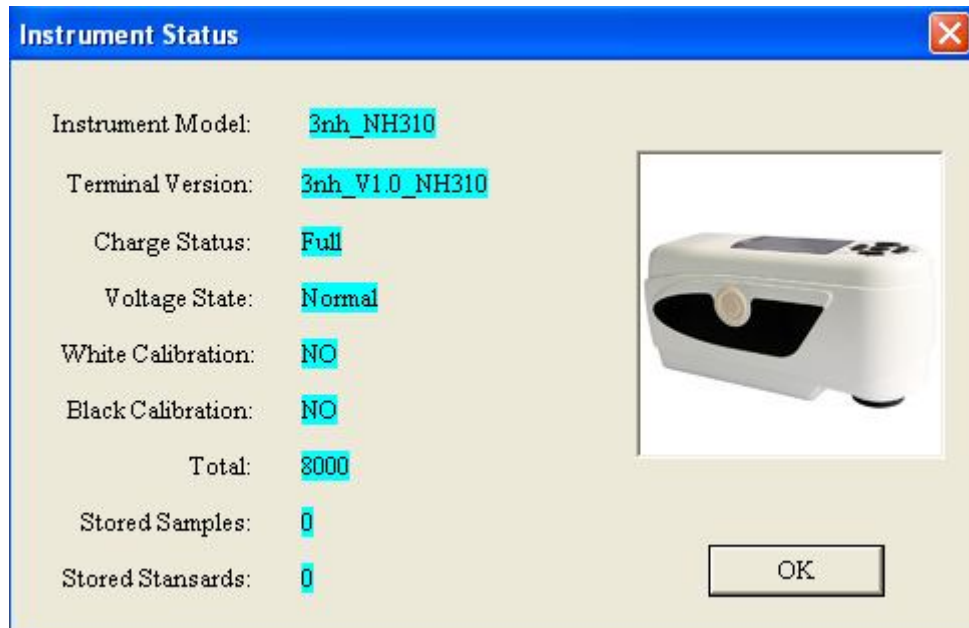 Instrument Status
Instrument Model: 3nh_NH310
Terminal Version: 3nh_V1.0_NH310
Charge Status: Full
Voltage State: Normal
White Calibration: NO
Black Calibration: NO
Total: 8000
Stored Samples: 0
Stored Stansards: 0
OK